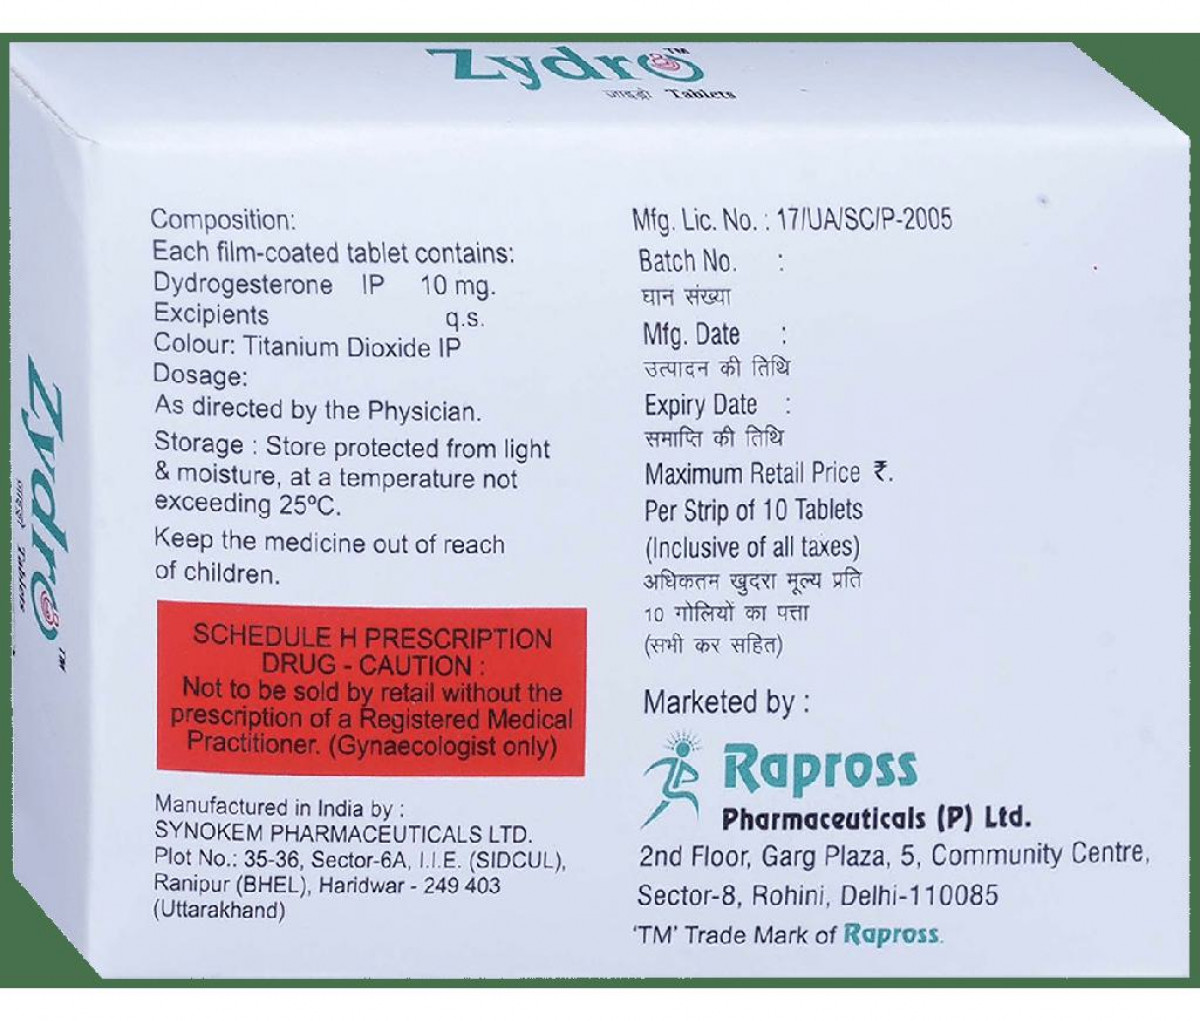 Zydro TM
जाइड्रो Tablets
Zydro TM
जाइड्रो Tablets
Composition:
Each film-coated tablet contains:
Dydrogesterone IP 10 mg.
Excipients q.s.
Colour: Titanium Dioxide IP
Dosage:
As directed by the Physician.
Storage : Store protected from light
& moisture, at a temperature not
exceeding 25ºC.
Keep the medicine out of reach
of children.
SCHEDULE H PRESCRIPTION
DRUG - CAUTION :
Not to be sold by retail without the
prescription of a Registered Medical
Practitioner. (Gynaecologist only)
Manufactured in India by :
SYNOKEM PHARMACEUTICALS LTD.
Plot No.: 35-36, Sector-6A, I.I.E. (SIDCUL),
Ranipur (BHEL), Haridwar - 249 403
(Uttarakhand)
Mfg. Lic. No. : 17/UA/SC/P-2005
Batch No. :
घान संख्या
Mfg. Date :
उत्पादन की तिथि
Expiry Date :
समाप्ति की तिथि
Maximum Retail Price ₹.
Per Strip of 10 Tablets
(Inclusive of all taxes)
अधिकतम खुदरा मूल्य प्रति
10 गोलियों का पत्ता
(सभी कर सहित)
Marketed by :
Rapross
Pharmaceuticals (P) Ltd.
2nd Floor, Garg Plaza, 5, Community Centre,
Sector-8, Rohini, Delhi-110085
'TM' Trade Mark of Rapross.